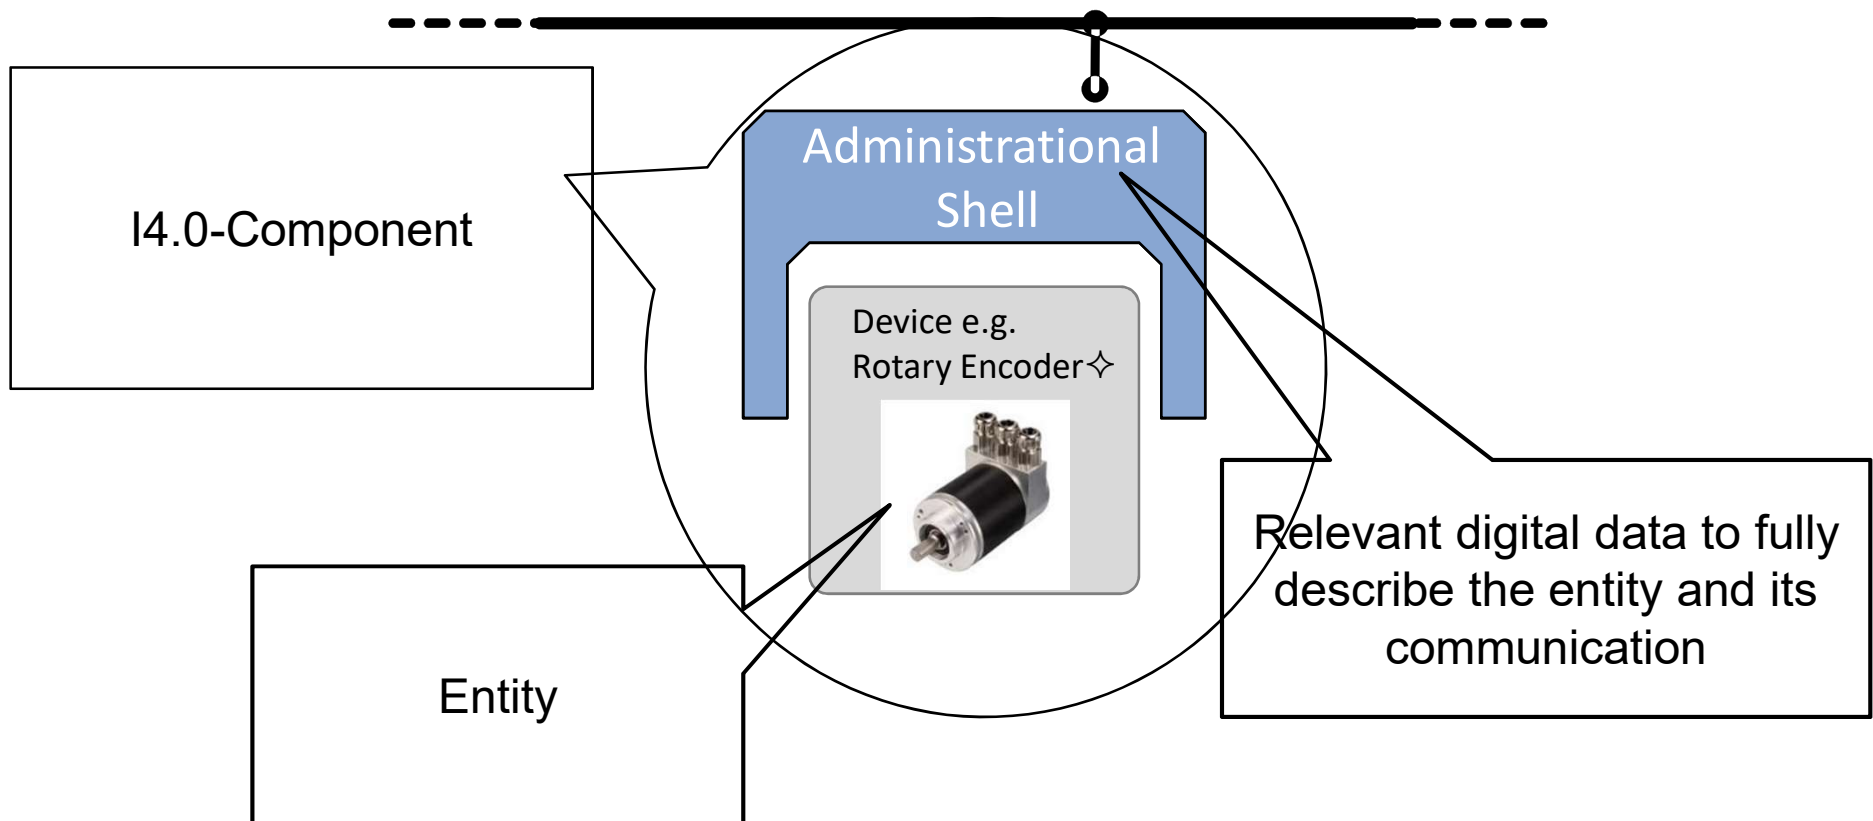 I4.0-Component
Administrational
Shell
Device e.g.
Rotary Encoder✧
Relevant digital data to fully
describe the entity and its
communication
Entity